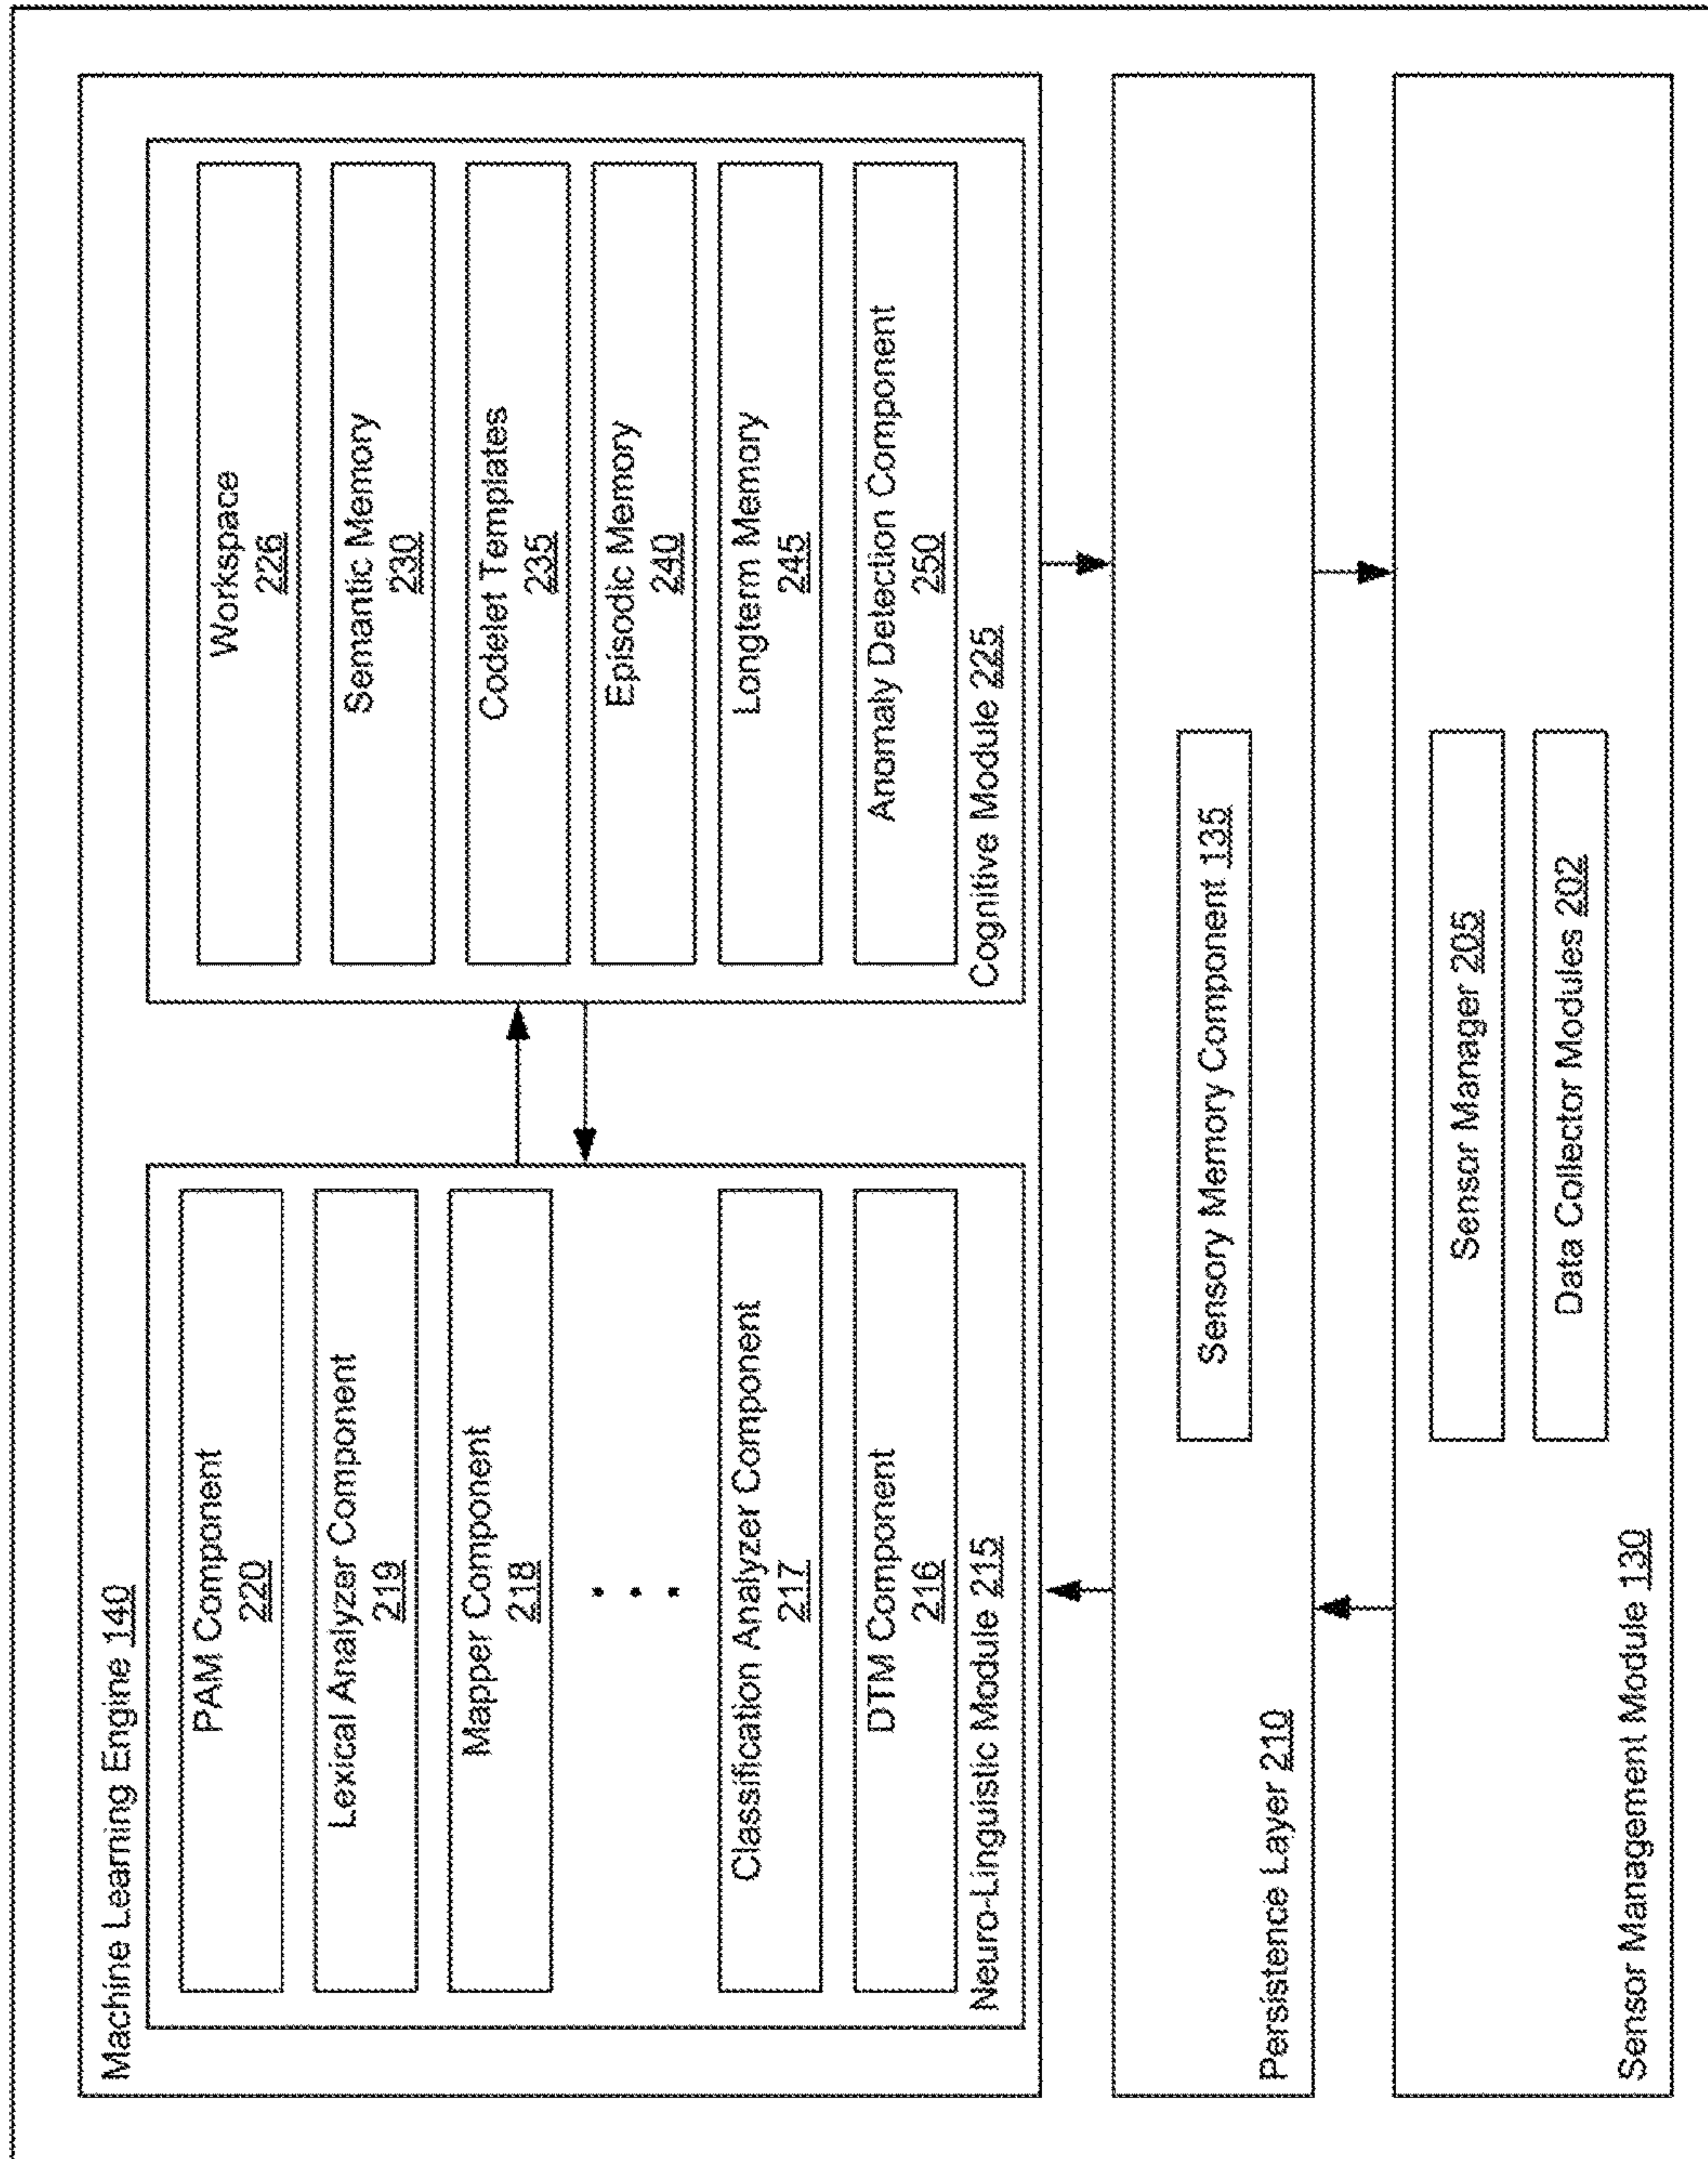 Machine Learning Engine 140
PAM Component
220
Lexical Analyzer Component
219
Mapper Component
218
Classification Analyzer Component
217
DTM Component
216
Neuro-Linguistic Module 215
Workspace
226
Semantic Memory
230
Codelet Templates
235
Episodic Memory
240
Longterm Memory
245
Anomaly Detection Component
250
Cognitive Module 225
Sensory Memory Component 135
Persistence Layer 210
Sensor Manager 205
Data Collector Modules 202
Sensor Management Module 130